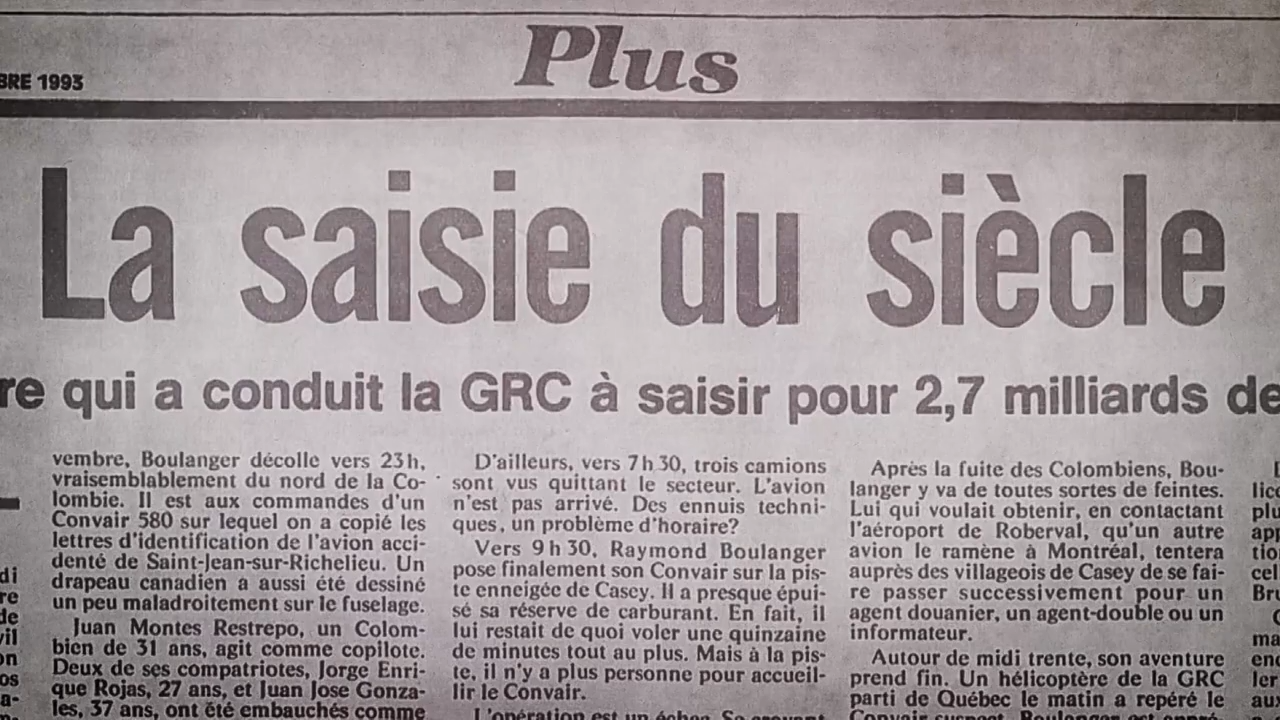 Plus
BRE 1993
La saisie du siècle
re qui a conduit la GRC à saisir pour 2,7 milliards de
vembre, Boulanger décolle vers 23 h,
vraisemblablement du nord de la Co-
lombie. Il est aux commandes d'un
Convair 580 sur lequel on a copié les
lettres d'identification de l'avion acci-
denté de Saint-Jean-sur-Richelieu. Un
drapeau canadien a aussi été dessiné
un peu maladroitement sur le fuselage.
Juan Montes Restrepo, un Colom-
bien de 31 ans, agit comme copilote.
Deux de ses compatriotes, Jorge Enri-
que Rojas, 27 ans, et Juan Jose Gonza-
les, 37 ans, ont été embauchés comme
D'ailleurs, vers 7 h 30, trois camions
sont vus quittant le secteur. L'avion
n'est pas arrivé. Des ennuis techni-
ques, un problème d'horaire?
Vers 9 h 30, Raymond Boulanger
pose finalement son Convair sur la pis-
te enneigée de Casey. Il a presque épui-
sé sa réserve de carburant. En fait, il
lui restait de quoi voler une quinzaine
de minutes tout au plus. Mais à la pis-
te, il n'y a plus personne pour accueil-
lir le Convair.
L'opération est un échec. Se
Après la fuite des Colombiens, Bou-
langer y va de toutes sortes de feintes.
Lui qui voulait obtenir, en contactant
l'aéroport de Roberval, qu'un autre
avion le ramène à Montréal, tentera
auprès des villageois de Casey de se fai-
re passer successivement pour un
agent douanier, un agent-double ou un
informateur.
Autour de midi trente, son aventure
prend fin. Un hélicoptère de la GRC
parti de Québec le matin a repéré le
Convair suspect. Boulanger est